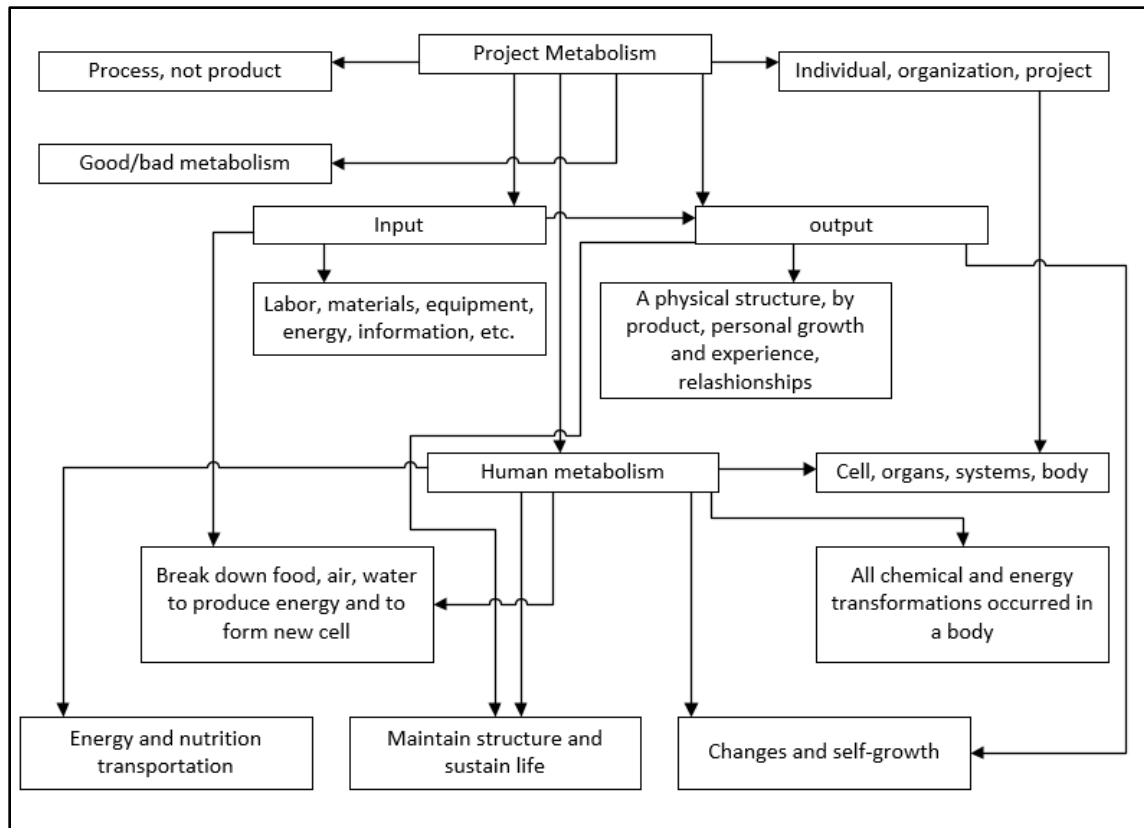 Project Metabolism
Process, not product
Individual, organization, project
Good/bad metabolism
Input
output
Labor, materials, equipment,
energy, information, etc.
A physical structure, by
product, personal growth
and experience,
relashionships
Human metabolism
Cell, organs, systems, body
Break down food, air, water
to produce energy and to
form new cell
All chemical and energy
transformations occurred in
a body
Energy and nutrition
transportation
Maintain structure and
sustain life
Changes and self-growth